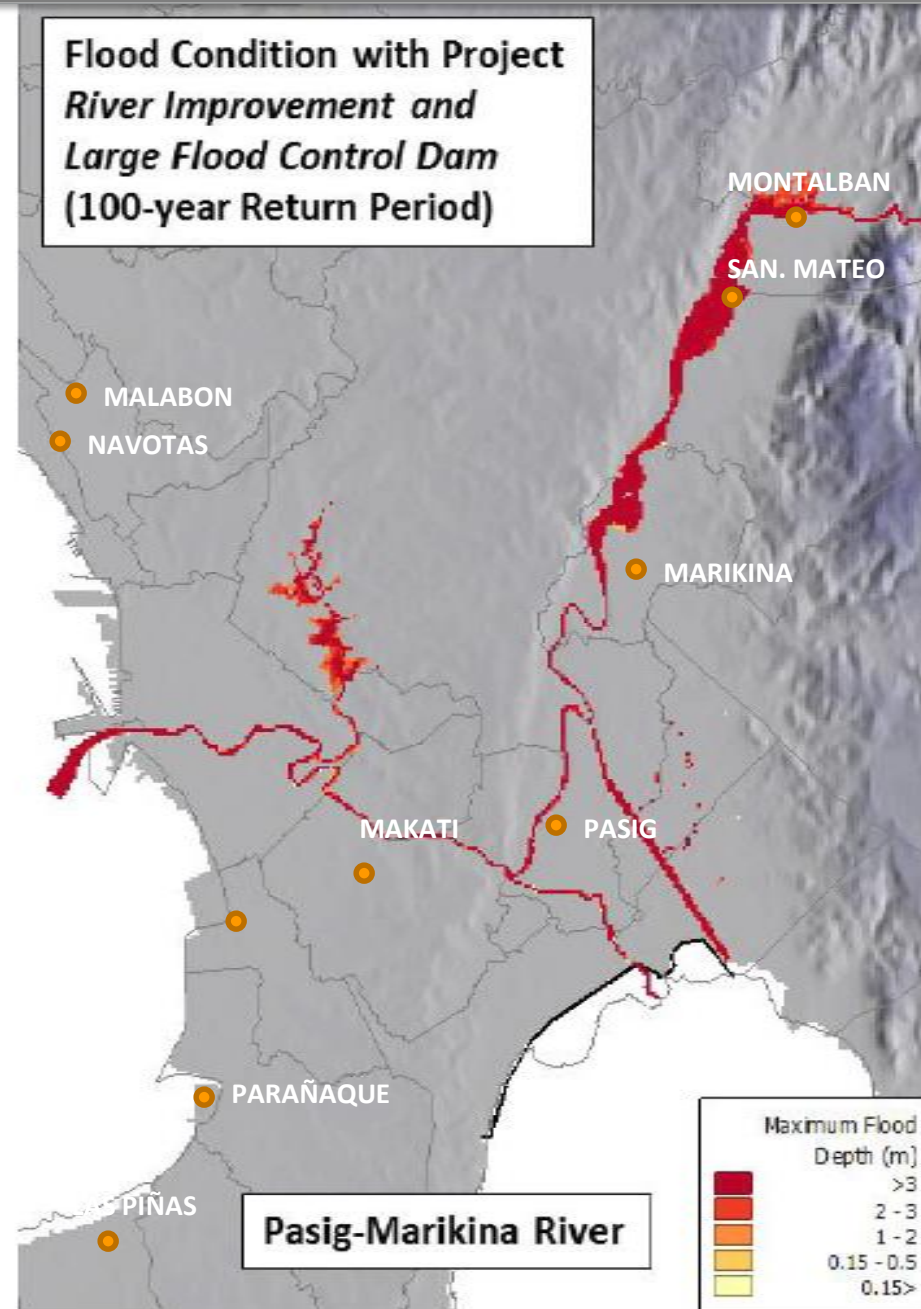 Flood Condition with Project
River Improvement and
Large Flood Control Dam
(100-year Return Period)
MONTALBAN
SAN. MATEO
MALABON
NAVOTAS
MARIKINA
MAKATI
PASIG
PARAÑAQUE
PIÑAS
Pasig-Marikina River
Maximum Flood
Depth (m)
>3
2 - 3
1 - 2
0.15 - 0.5
0.15>